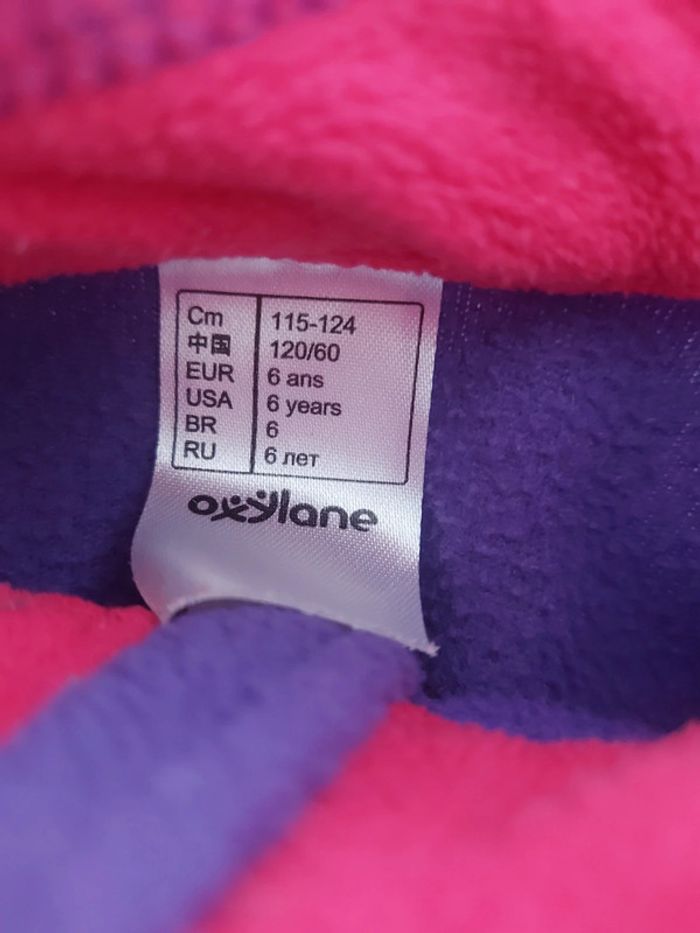 Cm 115-124
中国 120/60
EUR 6 ans
USA 6 years
BR 6
RU 6 лет
oxylane